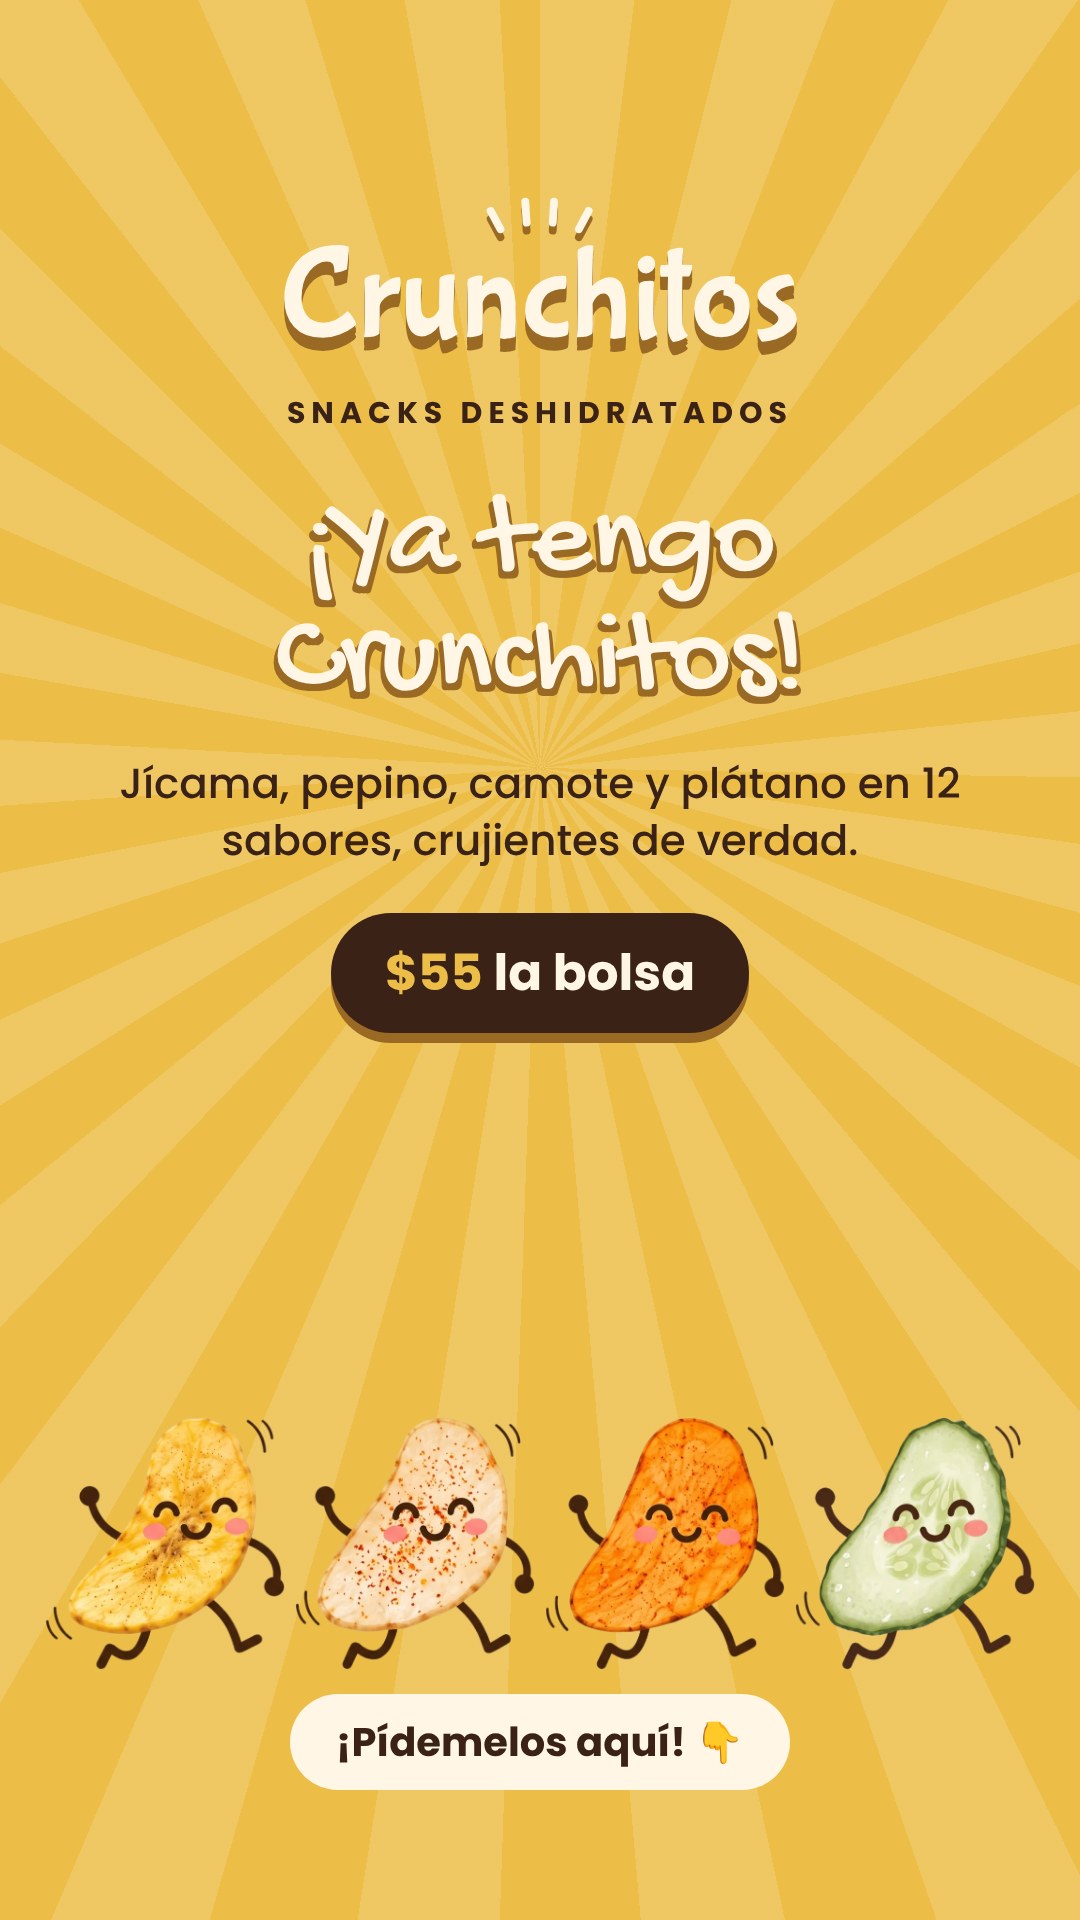 Crunchitos
SNACKS DESHIDRATADOS
¡Ya tengo
Crunchitos!
Jícama, pepino, camote y plátano en 12
sabores, crujientes de verdad.
$55 la bolsa
¡Pídemelos aquí! 👇